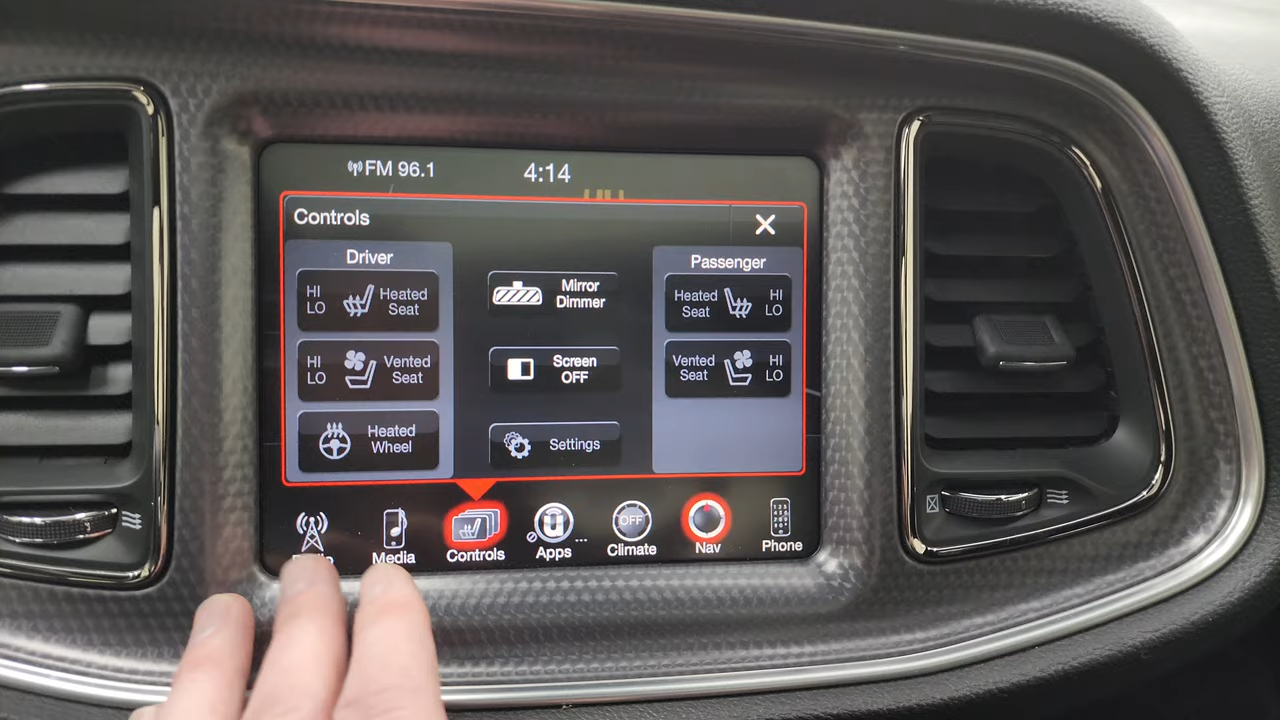 FM 96.1
4:14
Controls
Driver
HI
LO
Heated
Seat
HI
LO
Vented
Seat
Heated
Wheel
Mirror
Dimmer
Screen
OFF
Settings
Passenger
Heated
Seat
HI
LO
Vented
Seat
HI
LO
Media
Controls
Apps
OFF
Climate
Nav
Phone